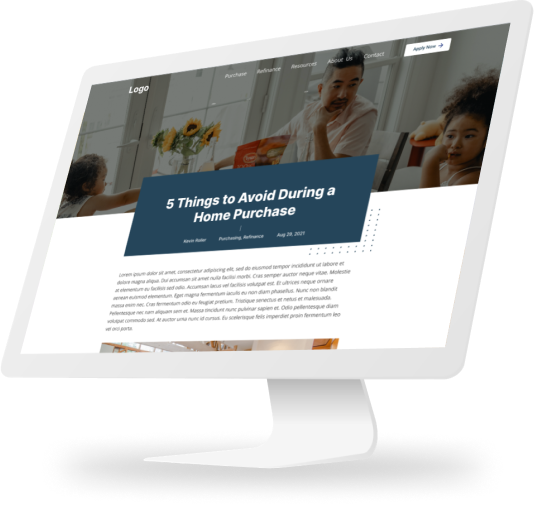 Logo
Purchase Refinance Resources About Us Contact Apply Now →
5 Things to Avoid During a
Home Purchase
Kevin Peller Purchasing, Refinance Aug 29, 2021
Lorem ipsum dolor sit amet, consectetur adipiscing elit, sed do eiusmod tempor incididunt ut labore et
dolore magna aliqua. Dui accumsan sit amet nulla facilisi morbi. Cras semper auctor neque vitae. Molestie
at elementum eu facilisis sed odio. Accumsan lacus vel facilisis volutpat est. Et ultrices neque ornare
aenean euismod elementum. Eget magna fermentum iaculis eu non diam phasellus. Nunc non blandit
massa enim nec. Cras fermentum odio eu feugiat pretium. Tristique senectus et netus et malesuada.
Pellentesque nec nam aliquam sem et. Massa tincidunt nunc pulvinar sapien et. Odio pellentesque diam
volutpat commodo sed. At auctor urna nunc id cursus. Eu scelerisque felis imperdiet proin fermentum leo
vel orci porta.